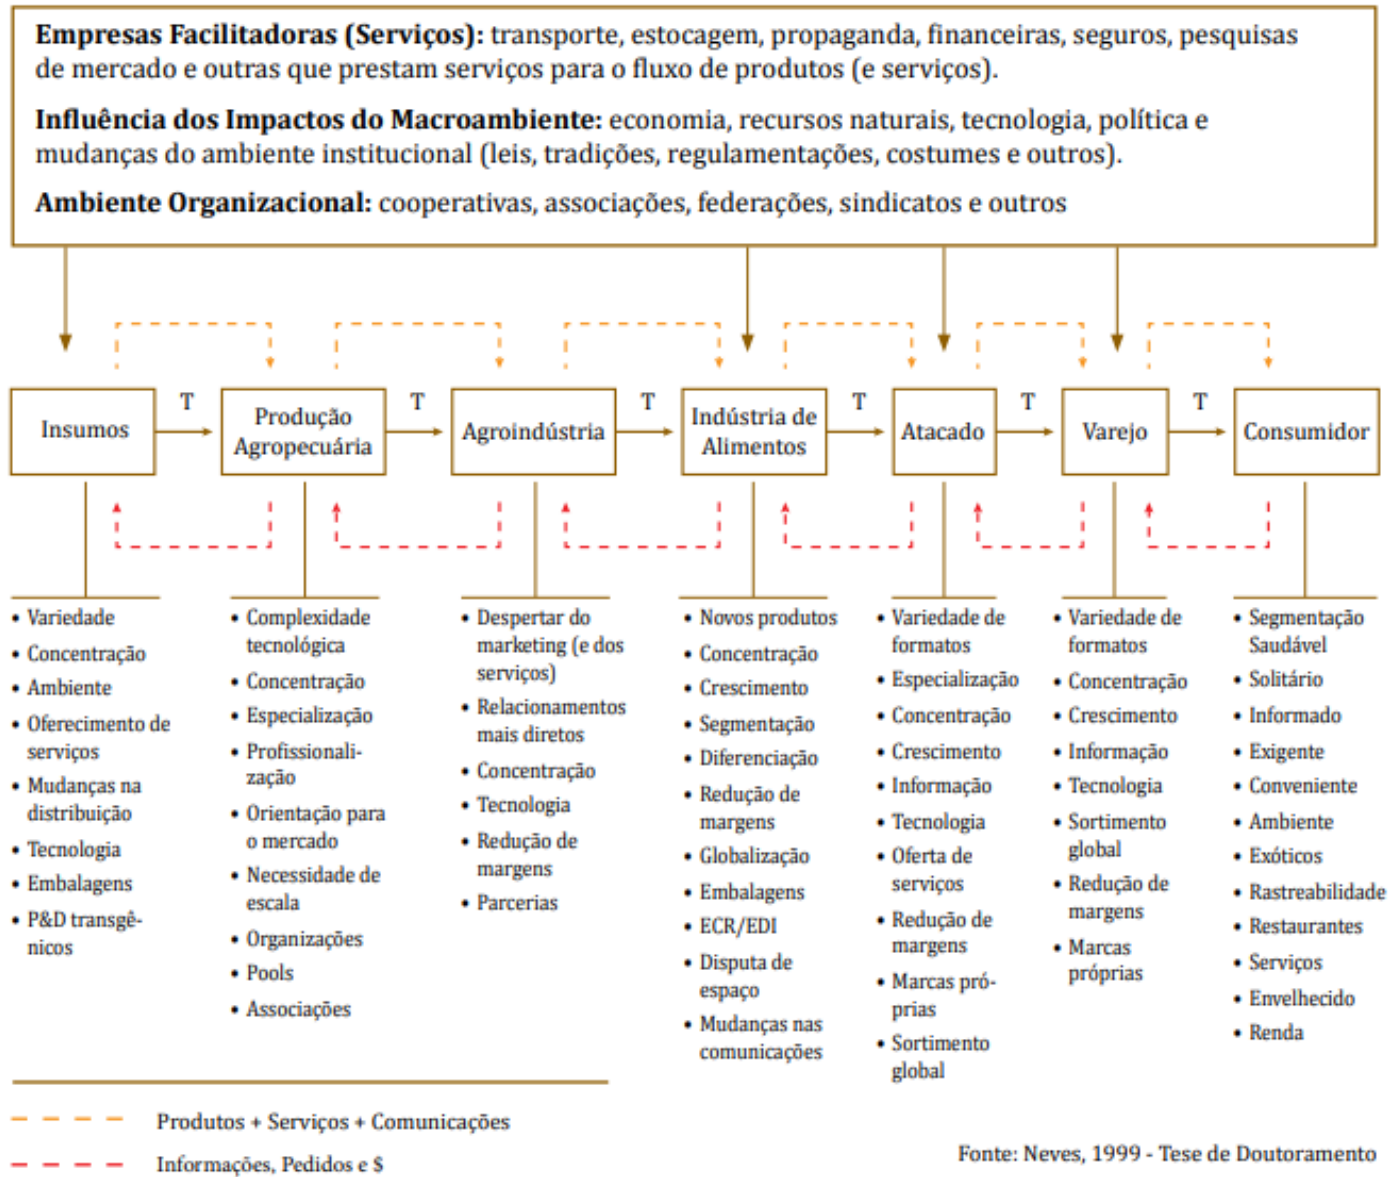 Empresas Facilitadoras (Serviços): transporte, estocagem, propaganda, financeiras, seguros, pesquisas
de mercado e outras que prestam serviços para o fluxo de produtos (e serviços).
Influência dos Impactos do Macroambiente: economia, recursos naturais, tecnologia, política e
mudanças do ambiente institucional (leis, tradições, regulamentações, costumes e outros).
Ambiente Organizacional: cooperativas, associações, federações, sindicatos e outros
Insumos
T
Produção
Agropecuária
T
Agroindústria
T
Indústria de
Alimentos
T
Atacado
T
Varejo
T
Consumidor
• Variedade
• Concentração
• Ambiente
• Oferecimento de
serviços
• Mudanças na
distribuição
• Tecnologia
• Embalagens
• P&D transgê-
nicos
• Complexidade
tecnológica
• Concentração
• Especialização
• Profissionali-
zação
• Orientação para
o mercado
• Necessidade de
escala
• Organizações
• Pools
• Associações
• Despertar do
marketing (e dos
serviços)
• Relacionamentos
mais diretos
• Concentração
• Tecnologia
• Redução de
margens
• Parcerias
• Novos produtos
• Concentração
• Crescimento
• Segmentação
• Diferenciação
• Redução de
margens
• Globalização
• Embalagens
• ECR/EDI
• Disputa de
espaço
• Mudanças nas
comunicações
• Variedade de
formatos
• Especialização
• Concentração
• Crescimento
• Informação
• Tecnologia
• Oferta de
serviços
• Redução de
margens
• Marcas pró-
prias
• Sortimento
global
• Variedade de
formatos
• Concentração
• Crescimento
• Informação
• Tecnologia
• Sortimento
global
• Redução de
margens
• Marcas
próprias
• Segmentação
Saudável
• Solitário
• Informado
• Exigente
• Conveniente
• Ambiente
• Exóticos
• Rastreabilidade
• Restaurantes
• Serviços
• Envelhecido
• Renda
Produtos + Serviços + Comunicações
Informações, Pedidos e $
Fonte: Neves, 1999 - Tese de Doutoramento